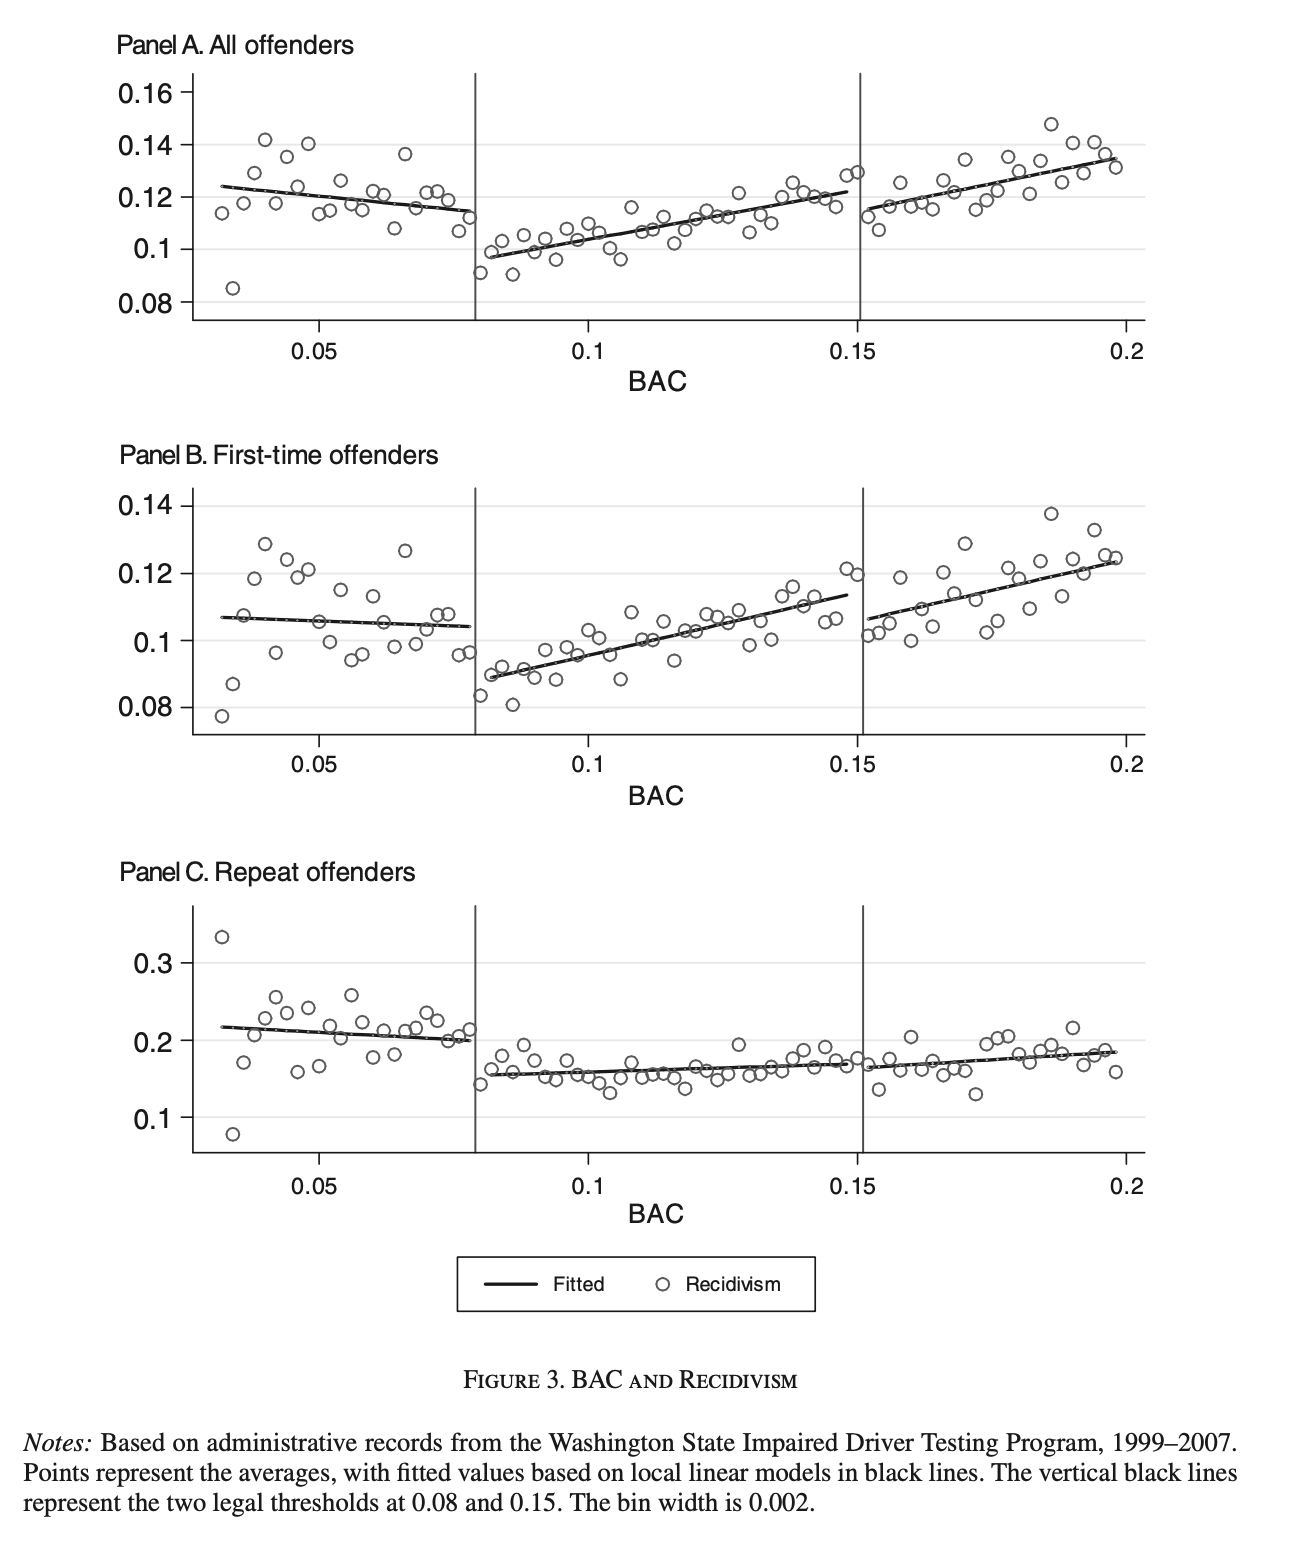 Panel A. All offenders
0.16
0.14
0.12
0.1
0.08
0.05 0.1 0.15 0.2
BAC
Panel B. First-time offenders
0.14
0.12
0.1
0.08
0.05 0.1 0.15 0.2
BAC
Panel C. Repeat offenders
0.3
0.2
0.1
0.05 0.1 0.15 0.2
BAC
Fitted Recidivism
Figure 3. BAC and Recidivism
Notes: Based on administrative records from the Washington State Impaired Driver Testing Program, 1999–2007.
Points represent the averages, with fitted values based on local linear models in black lines. The vertical black lines
represent the two legal thresholds at 0.08 and 0.15. The bin width is 0.002.